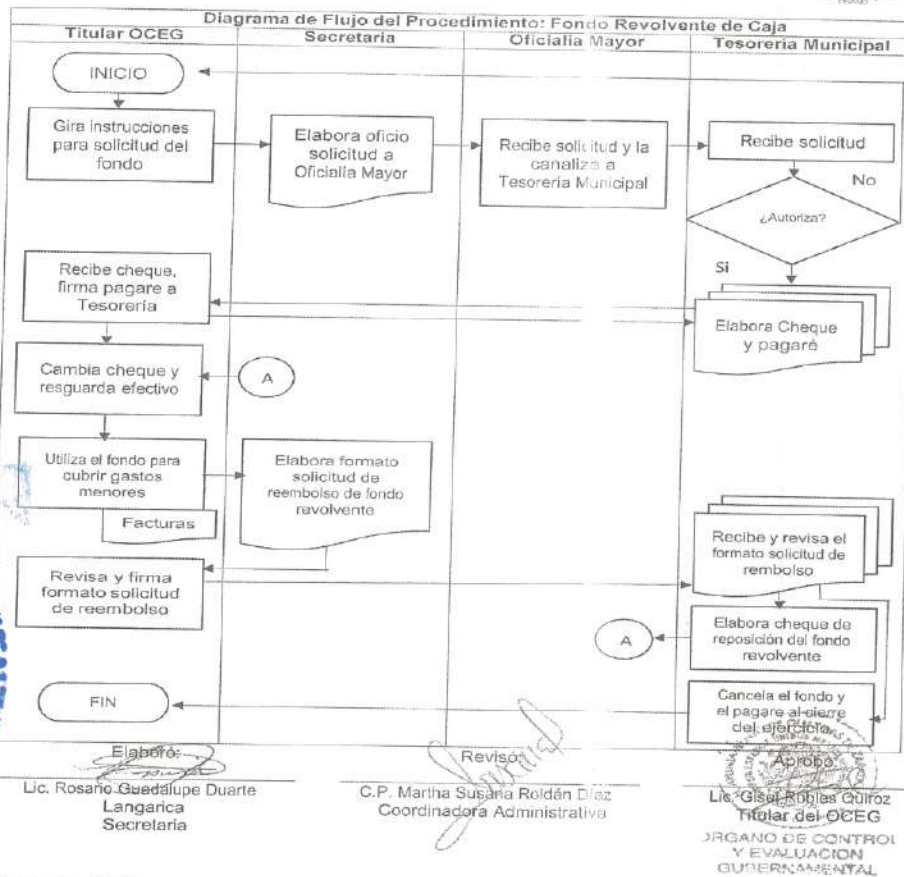 Diagrama de Flujo del Procedimiento: Fondo Revolvente de Caja
Titular OCEG
Secretaria
Oficialia Mayor
Tesorería Municipal
INICIO
Gira instrucciones
para solicitud del
fondo
Elabora oficio
solicitud a
Oficialía Mayor
Recibe solicitud y la
canaliza a
Tesorería Municipal
Recibe solicitud
No
¿Autoriza?
Si
Recibe cheque,
firma pagare a
Tesorería
Elabora Cheque
y pagaré
Cambia cheque y
resguarda efectivo
A
Utiliza el fondo para
cubrir gastos
menores
Facturas
Elabora formato
solicitud de
reembolso de fondo
revolvente
Recibe y revisa el
formato solicitud de
rembolso
Revisa y firma
formato solicitud
de reembolso
Elabora cheque de
reposición del fondo
revolvente
A
Cancela el fondo y
el pagare al cierre
del ejercicio
FIN
Elaboró:
Lic. Rosario Guadalupe Duarte
Langarica
Secretaria
Revisó:
C.P. Martha Susana Roldán Díaz
Coordinadora Administrativa
Aprobó:
Lic. Gisel Robles Quiroz
Titular del OCEG
ORGANO DE CONTROL
Y EVALUACION
GUBERNAMENTAL